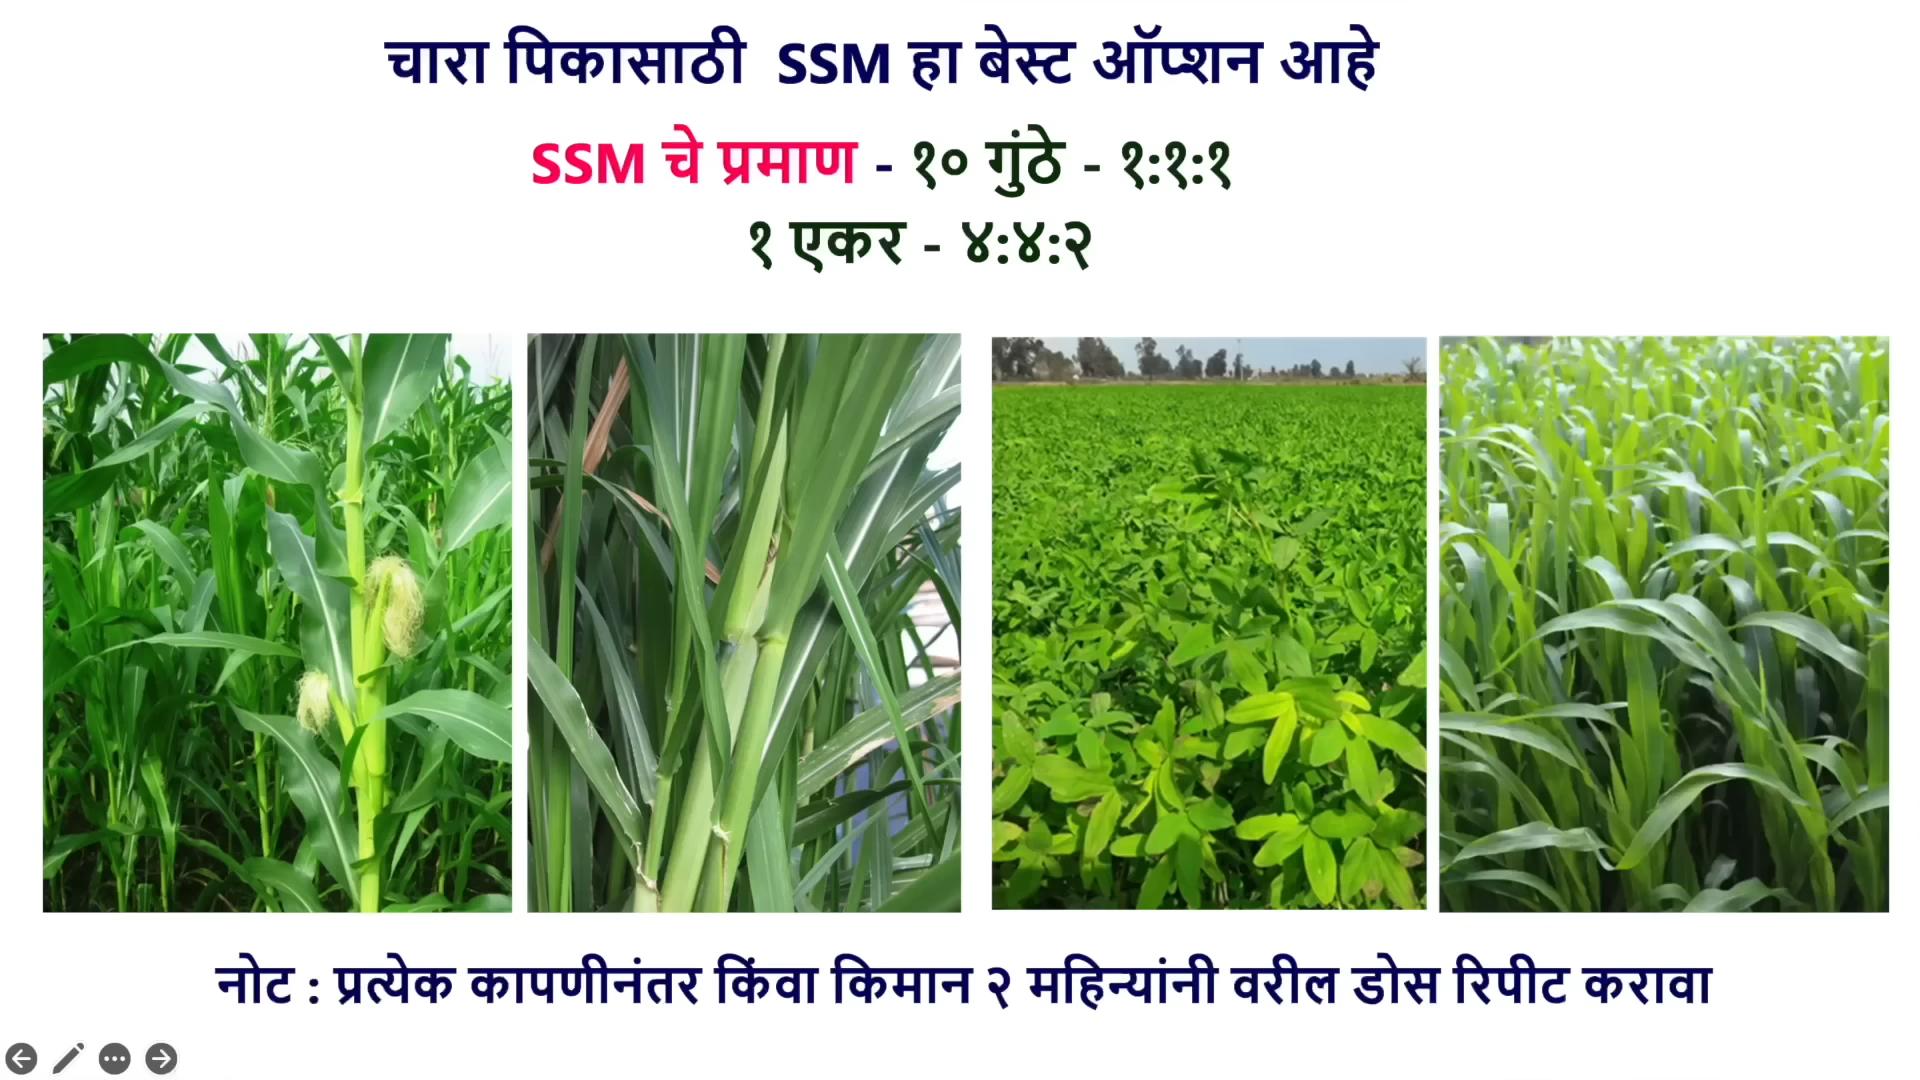 चारा पिकासाठी SSM हा बेस्ट ऑप्शन आहे
SSM चे प्रमाण - १० गुंठे - १:१:१
१ एकर - ४:४:२
नोट : प्रत्येक कापणीनंतर किंवा किमान २ महिन्यांनी वरील डोस रिपीट करावा